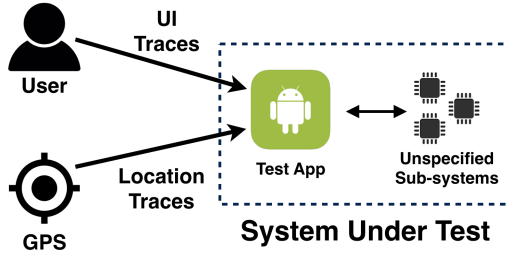 UI
Traces
User
Test App
Unspecified
Sub-systems
Location
Traces
GPS
System Under Test